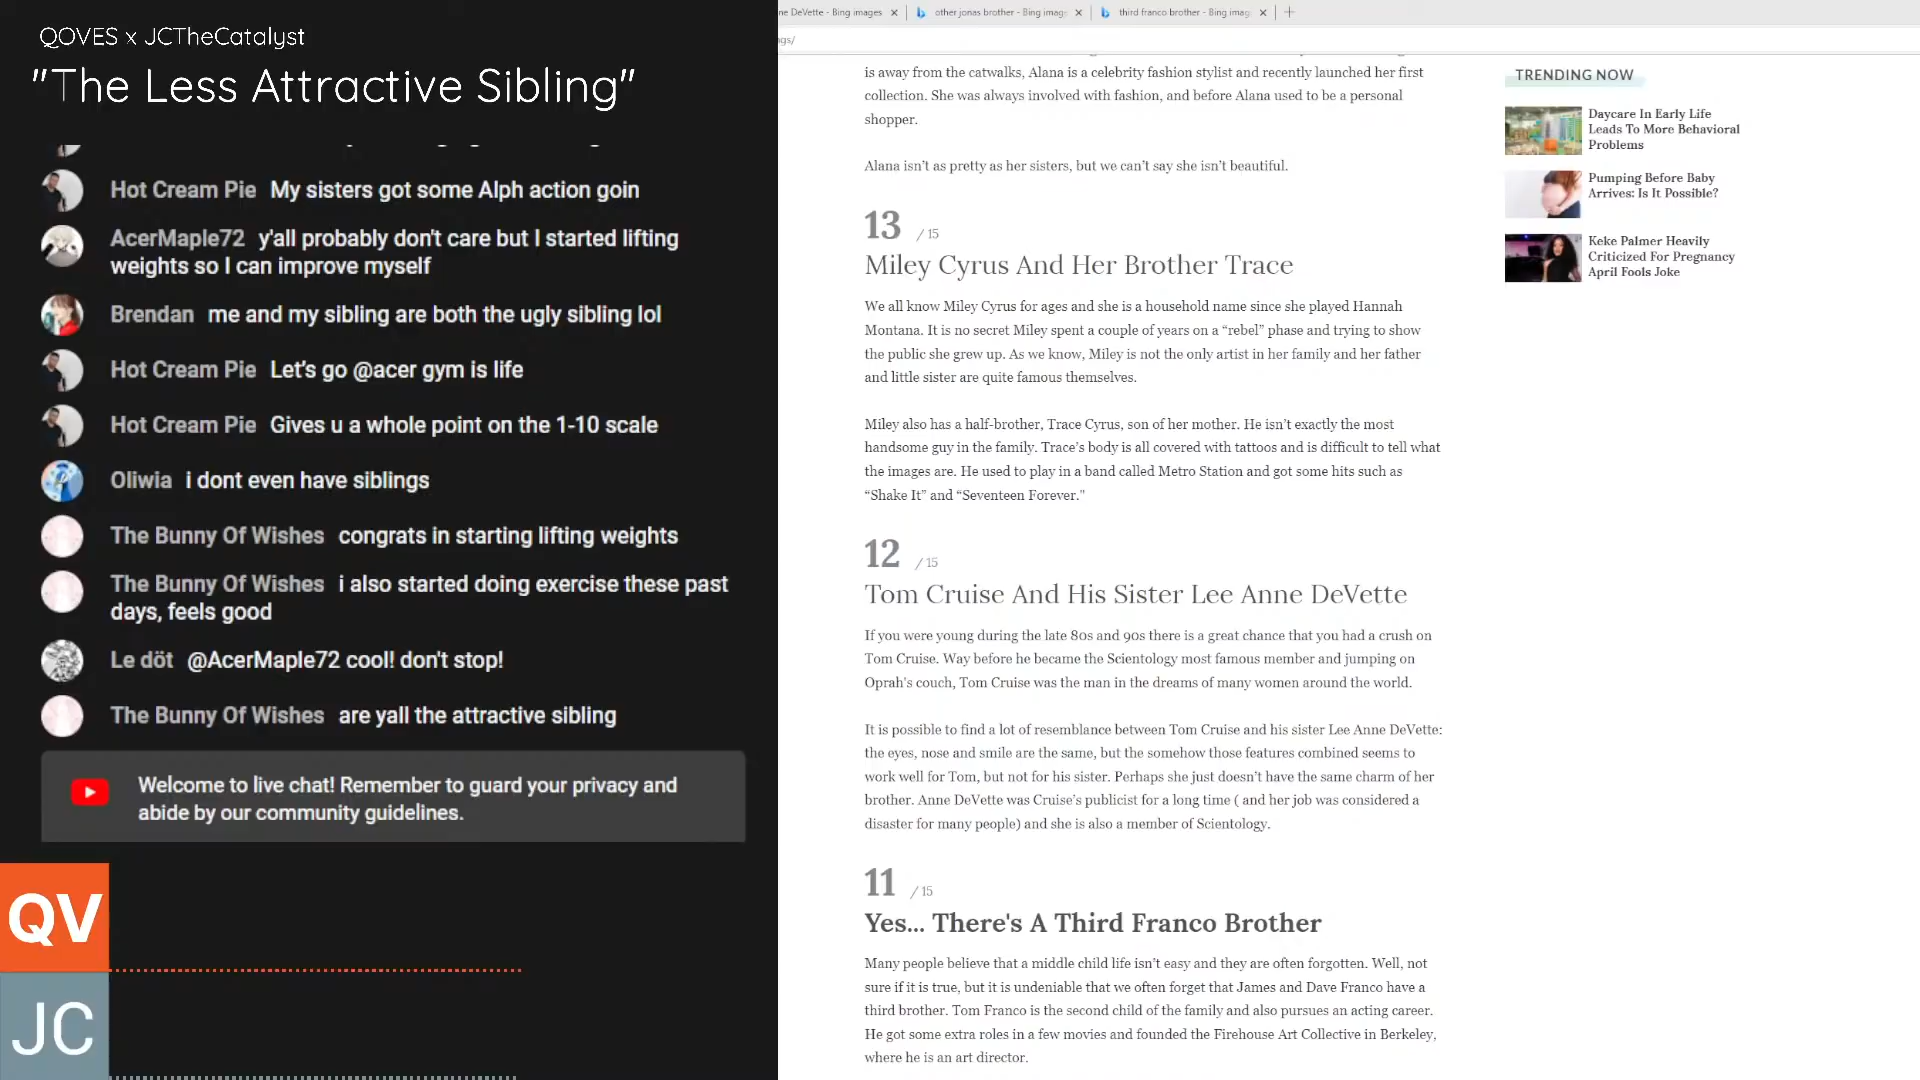 QOVES x JCTheCatalyst
"The Less Attractive Sibling"
Hot Cream Pie My sisters got some Alph action goin
AcerMaple72 y'all probably don't care but I started lifting
weights so I can improve myself
Brendan me and my sibling are both the ugly sibling lol
Hot Cream Pie Let's go @acer gym is life
Hot Cream Pie Gives u a whole point on the 1-10 scale
Oliwia i dont even have siblings
The Bunny Of Wishes congrats in starting lifting weights
The Bunny Of Wishes i also started doing exercise these past
days, feels good
Le döt @AcerMaple72 cool! don't stop!
The Bunny Of Wishes are yall the attractive sibling
Welcome to live chat! Remember to guard your privacy and
abide by our community guidelines.
QV
JC
ne DeVette - Bing images
other jonas brother - Bing imag
third franco brother - Bing imag
gs/
is away from the catwalks, Alana is a celebrity fashion stylist and recently launched her first
collection. She was always involved with fashion, and before Alana used to be a personal
shopper.
Alana isn't as pretty as her sisters, but we can't say she isn't beautiful.
13 / 15
Miley Cyrus And Her Brother Trace
We all know Miley Cyrus for ages and she is a household name since she played Hannah
Montana. It is no secret Miley spent a couple of years on a “rebel” phase and trying to show
the public she grew up. As we know, Miley is not the only artist in her family and her father
and little sister are quite famous themselves.
Miley also has a half-brother, Trace Cyrus, son of her mother. He isn't exactly the most
handsome guy in the family. Trace's body is all covered with tattoos and is difficult to tell what
the images are. He used to play in a band called Metro Station and got some hits such as
“Shake It” and “Seventeen Forever.”
12 / 15
Tom Cruise And His Sister Lee Anne DeVette
If you were young during the late 80s and 90s there is a great chance that you had a crush on
Tom Cruise. Way before he became the Scientology most famous member and jumping on
Oprah's couch, Tom Cruise was the man in the dreams of many women around the world.
It is possible to find a lot of resemblance between Tom Cruise and his sister Lee Anne DeVette:
the eyes, nose and smile are the same, but the somehow those features combined seems to
work well for Tom, but not for his sister. Perhaps she just doesn't have the same charm of her
brother. Anne DeVette was Cruise's publicist for a long time ( and her job was considered a
disaster for many people) and she is also a member of Scientology.
11 / 15
Yes... There's A Third Franco Brother
Many people believe that a middle child life isn't easy and they are often forgotten. Well, not
sure if it is true, but it is undeniable that we often forget that James and Dave Franco have a
third brother. Tom Franco is the second child of the family and also pursues an acting career.
He got some extra roles in a few movies and founded the Firehouse Art Collective in Berkeley,
where he is an art director.
TRENDING NOW
Daycare In Early Life
Leads To More Behavioral
Problems
Pumping Before Baby
Arrives: Is It Possible?
Keke Palmer Heavily
Criticized For Pregnancy
April Fools Joke